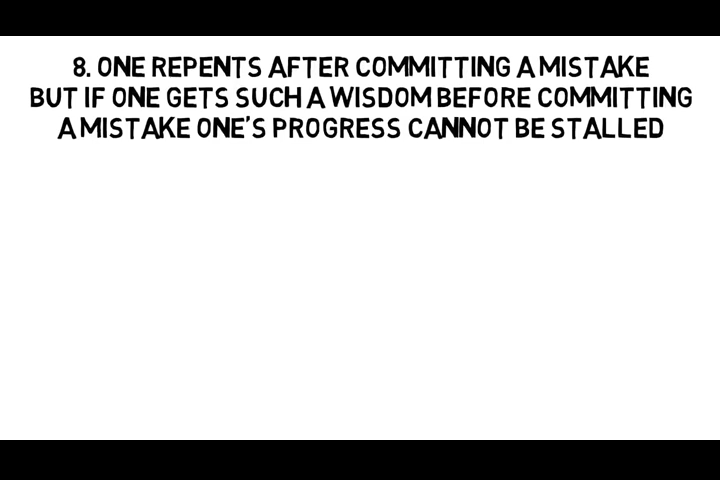 8. ONE REPENTS AFTER COMMITTING A MISTAKE
BUT IF ONE GETS SUCH A WISDOM BEFORE COMMITTING
A MISTAKE ONE'S PROGRESS CANNOT BE STALLED